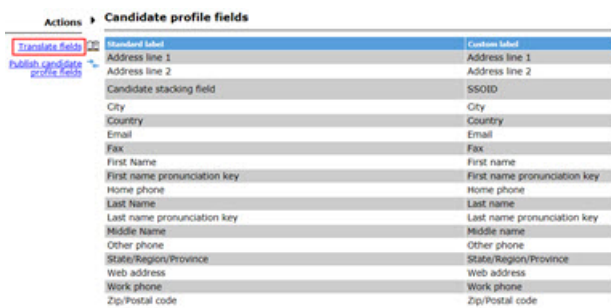 Actions
Candidate profile fields
Translate fields
Publish candidate
profile fields
Standard label Custom label
Address line 1 Address line 1
Address line 2 Address line 2
Candidate stacking field SSOID
City City
Country Country
Email Email
Fax Fax
First Name First name
First name pronunciation key First name pronunciation key
Home phone Home phone
Last Name Last name
Last name pronunciation key Last name pronunciation key
Middle Name Middle name
Other phone Other phone
State/Region/Province State/Region/Province
Web address Web address
Work phone Work phone
Zip/Postal code Zip/Postal code